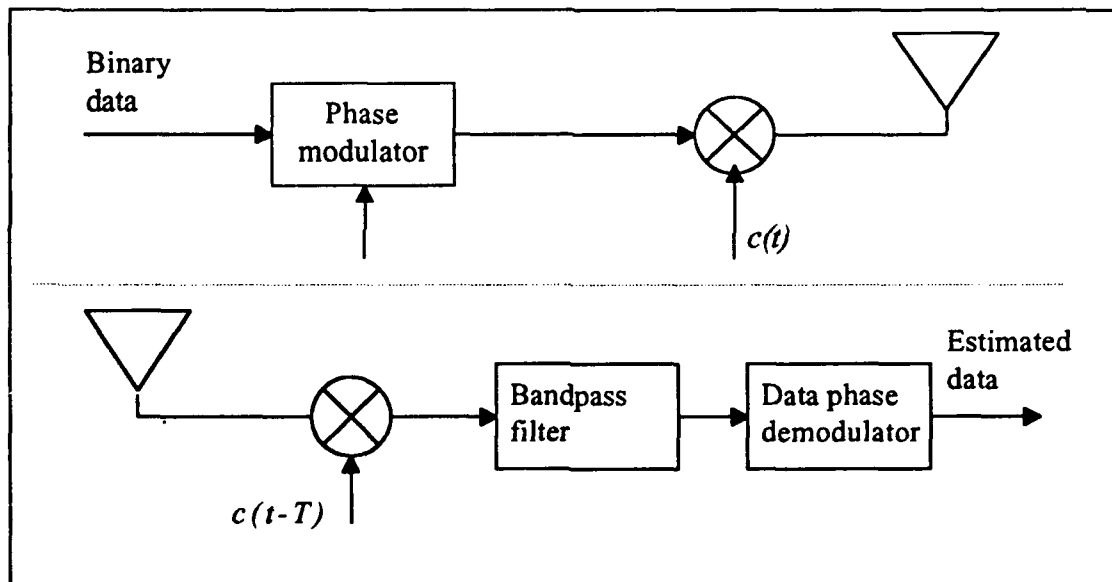 Binary
data
Phase
modulator
c(t)
Estimated
data
Bandpass
filter
Data phase
demodulator
c(t-T)